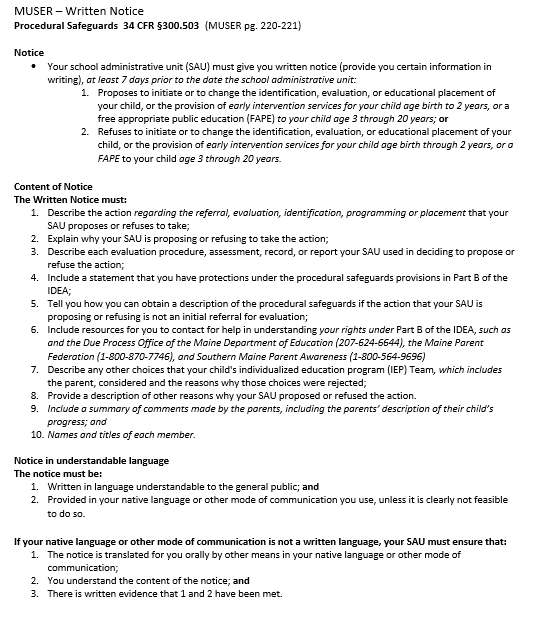 MUSER – Written Notice
Procedural Safeguards 34 CFR §300.503 (MUSER pg. 220-221)
Notice
• Your school administrative unit (SAU) must give you written notice (provide you certain information in
writing), at least 7 days prior to the date the school administrative unit:
1. Proposes to initiate or to change the identification, evaluation, or educational placement of
your child, or the provision of early intervention services for your child age birth to 2 years, or a
free appropriate public education (FAPE) to your child age 3 through 20 years; or
2. Refuses to initiate or to change the identification, evaluation, or educational placement of your
child, or the provision of early intervention services for your child age birth through 2 years, or a
FAPE to your child age 3 through 20 years.
Content of Notice
The Written Notice must:
1. Describe the action regarding the referral, evaluation, identification, programming or placement that your
SAU proposes or refuses to take;
2. Explain why your SAU is proposing or refusing to take the action;
3. Describe each evaluation procedure, assessment, record, or report your SAU used in deciding to propose or
refuse the action;
4. Include a statement that you have protections under the procedural safeguards provisions in Part B of the
IDEA;
5. Tell you how you can obtain a description of the procedural safeguards if the action that your SAU is
proposing or refusing is not an initial referral for evaluation;
6. Include resources for you to contact for help in understanding your rights under Part B of the IDEA, such as
and the Due Process Office of the Maine Department of Education (207-624-6644), the Maine Parent
Federation (1-800-870-7746), and Southern Maine Parent Awareness (1-800-564-9696)
7. Describe any other choices that your child's individualized education program (IEP) Team, which includes
the parent, considered and the reasons why those choices were rejected;
8. Provide a description of other reasons why your SAU proposed or refused the action.
9. Include a summary of comments made by the parents, including the parents' description of their child's
progress; and
10. Names and titles of each member.
Notice in understandable language
The notice must be:
1. Written in language understandable to the general public; and
2. Provided in your native language or other mode of communication you use, unless it is clearly not feasible
to do so.
If your native language or other mode of communication is not a written language, your SAU must ensure that:
1. The notice is translated for you orally by other means in your native language or other mode of
communication;
2. You understand the content of the notice; and
3. There is written evidence that 1 and 2 have been met.